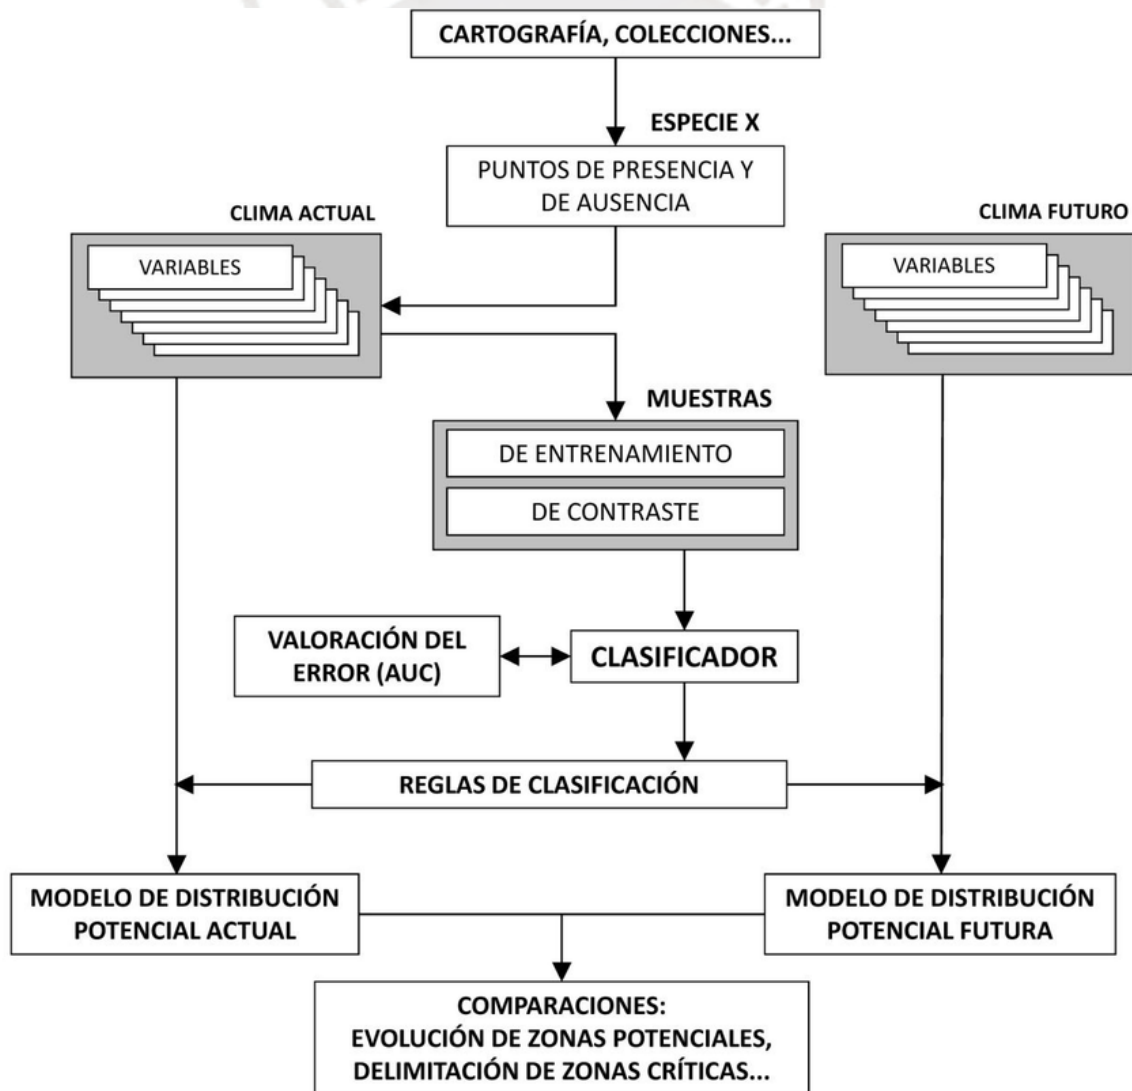 CARTOGRAFÍA, COLECCIONES...
ESPECIE X
PUNTOS DE PRESENCIA Y
DE AUSENCIA
CLIMA ACTUAL
VARIABLES
CLIMA FUTURO
VARIABLES
MUESTRAS
DE ENTRENAMIENTO
DE CONTRASTE
VALORACIÓN DEL
ERROR (AUC)
CLASIFICADOR
REGLAS DE CLASIFICACIÓN
MODELO DE DISTRIBUCIÓN
POTENCIAL ACTUAL
MODELO DE DISTRIBUCIÓN
POTENCIAL FUTURA
COMPARACIONES:
EVOLUCIÓN DE ZONAS POTENCIALES,
DELIMITACIÓN DE ZONAS CRÍTICAS...